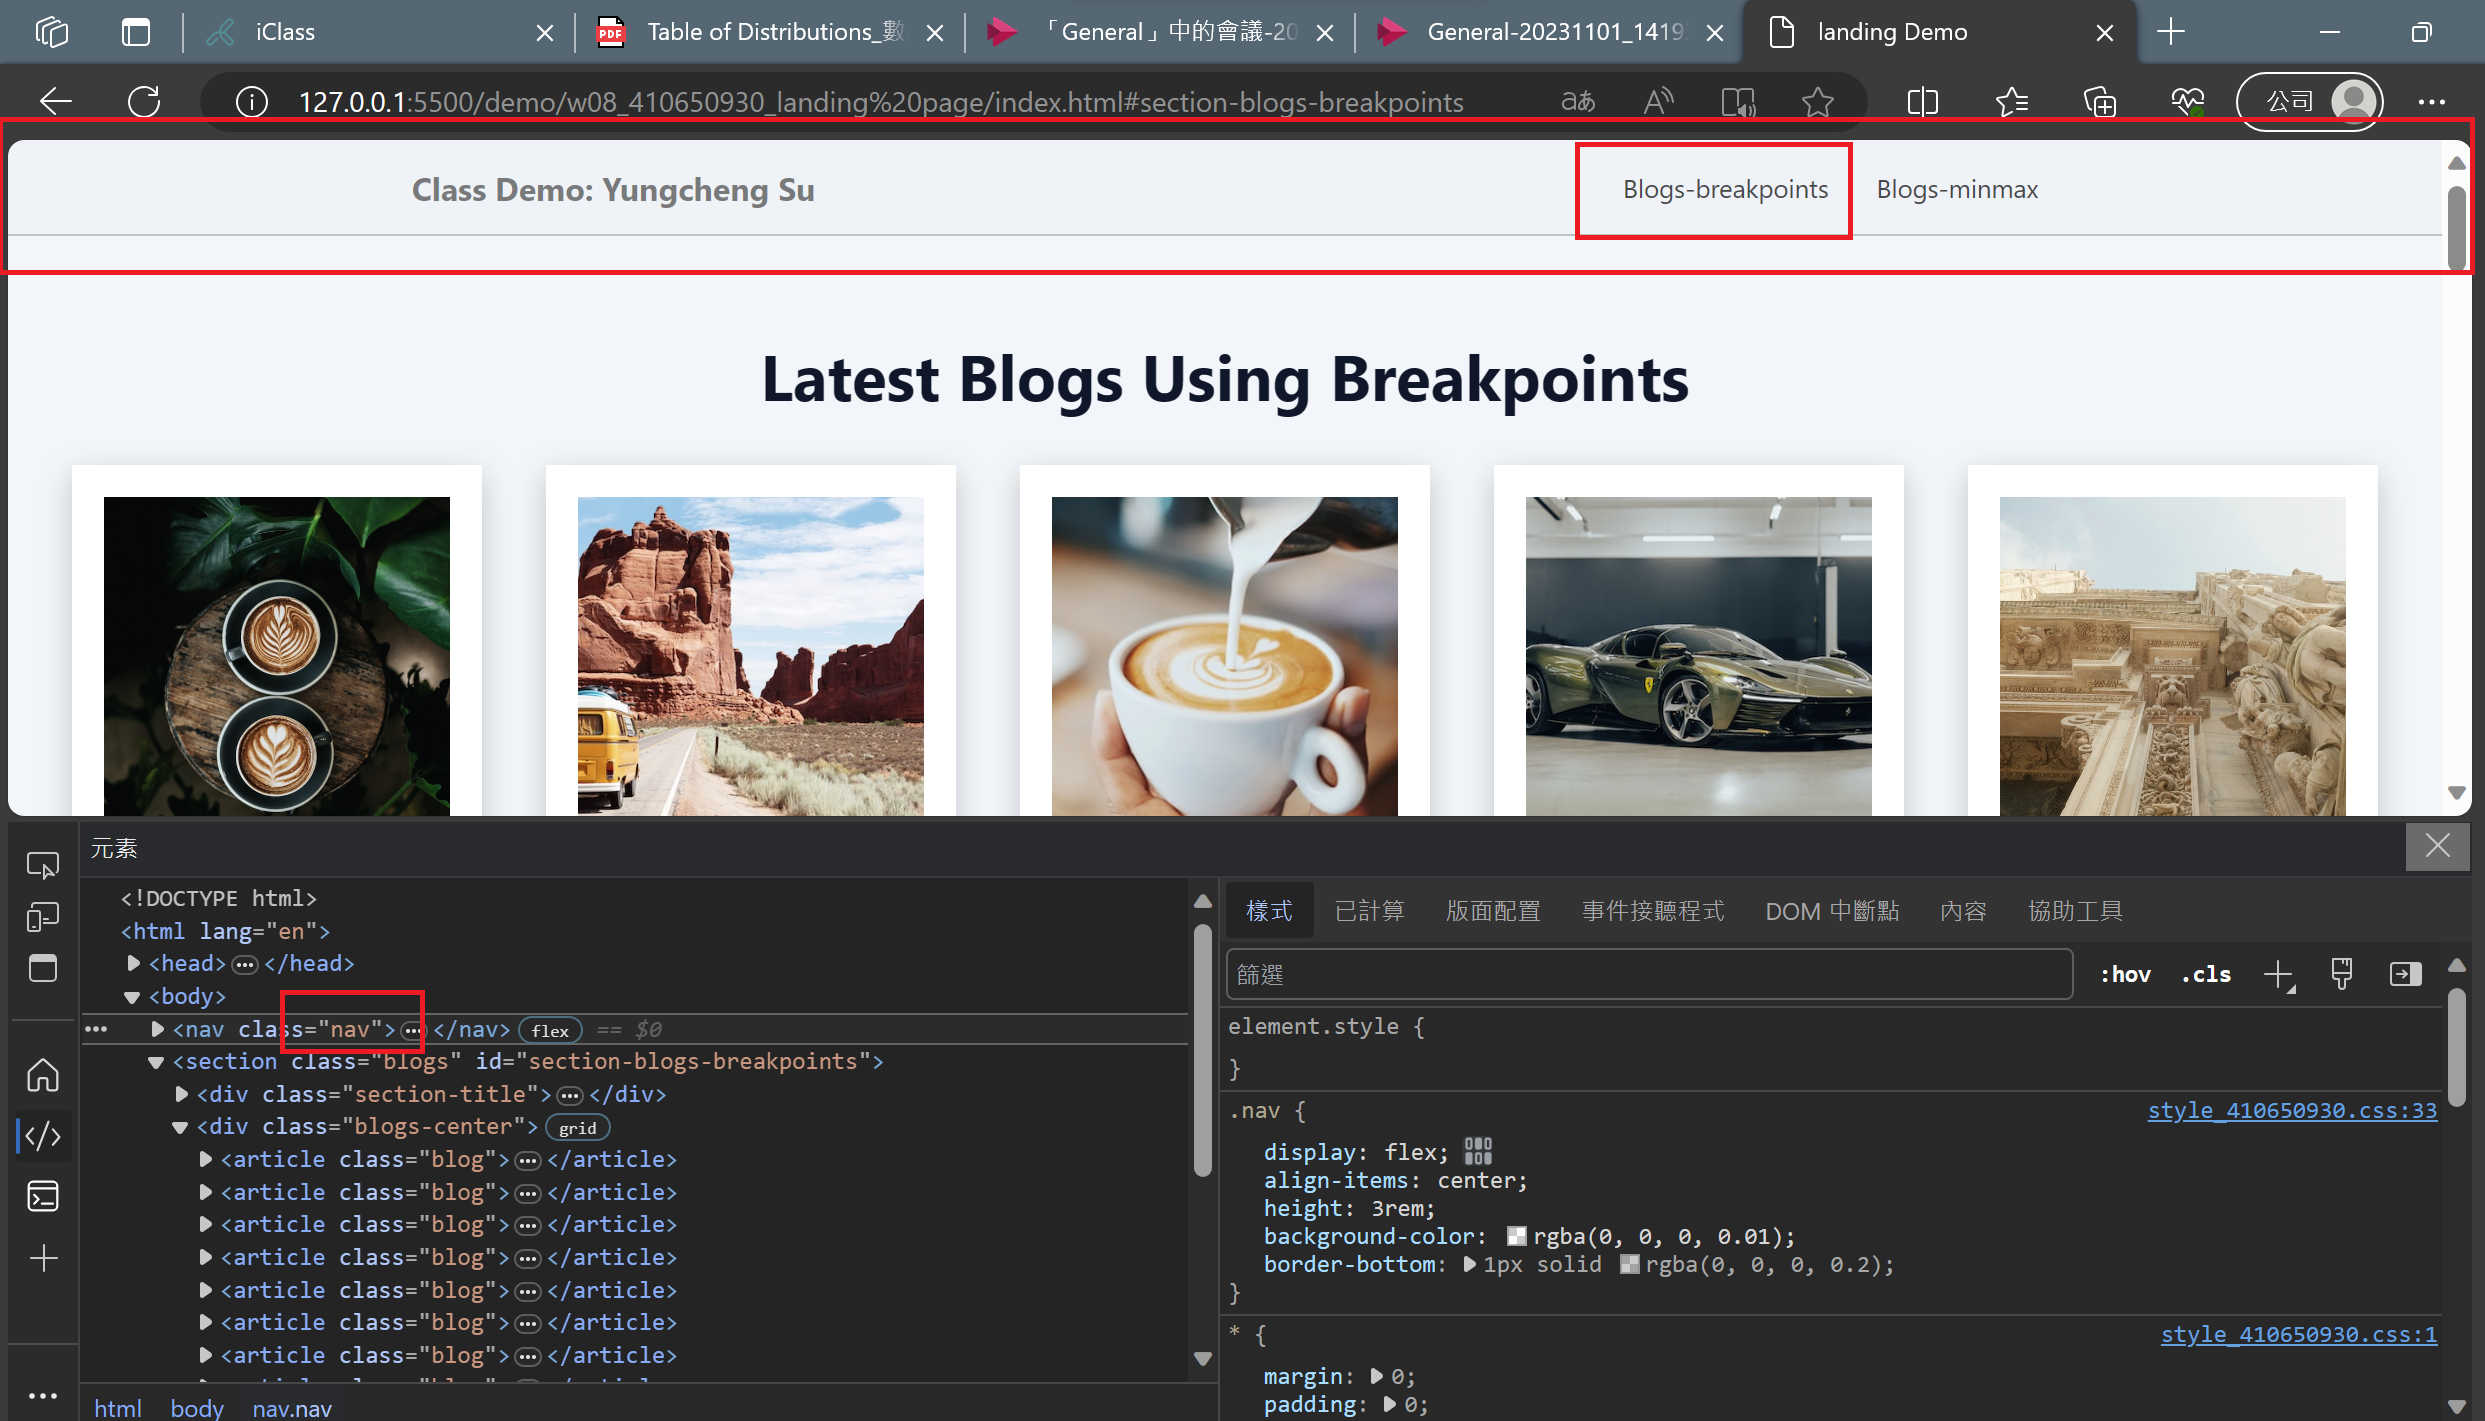 iClass
Table of Distributions_數
「General」中的會議-20
General-20231101_1419
landing Demo
127.0.0.1:5500/demo/w08_410650930_landing%20page/index.html#section-blogs-breakpoints
aあ
公司
Class Demo: Yungcheng Su
Blogs-breakpoints
Blogs-minmax
Latest Blogs Using Breakpoints
元素
<!DOCTYPE html>
<html lang="en">
<head>…</head>
<body>
<nav class="nav">…</nav> flex == $0
<section class="blogs" id="section-blogs-breakpoints">
<div class="section-title">…</div>
<div class="blogs-center"> grid
<article class="blog">…</article>
<article class="blog">…</article>
<article class="blog">…</article>
<article class="blog">…</article>
<article class="blog">…</article>
<article class="blog">…</article>
<article class="blog">…</article>
html body nav.nav
樣式 已計算 版面配置 事件接聽程式 DOM 中斷點 內容 協助工具
篩選
:hov .cls
element.style {
}
.nav {
style_410650930.css:33
display: flex;
align-items: center;
height: 3rem;
background-color: rgba(0, 0, 0, 0.01);
border-bottom: 1px solid rgba(0, 0, 0, 0.2);
}
* {
style_410650930.css:1
margin: 0;
padding: 0;